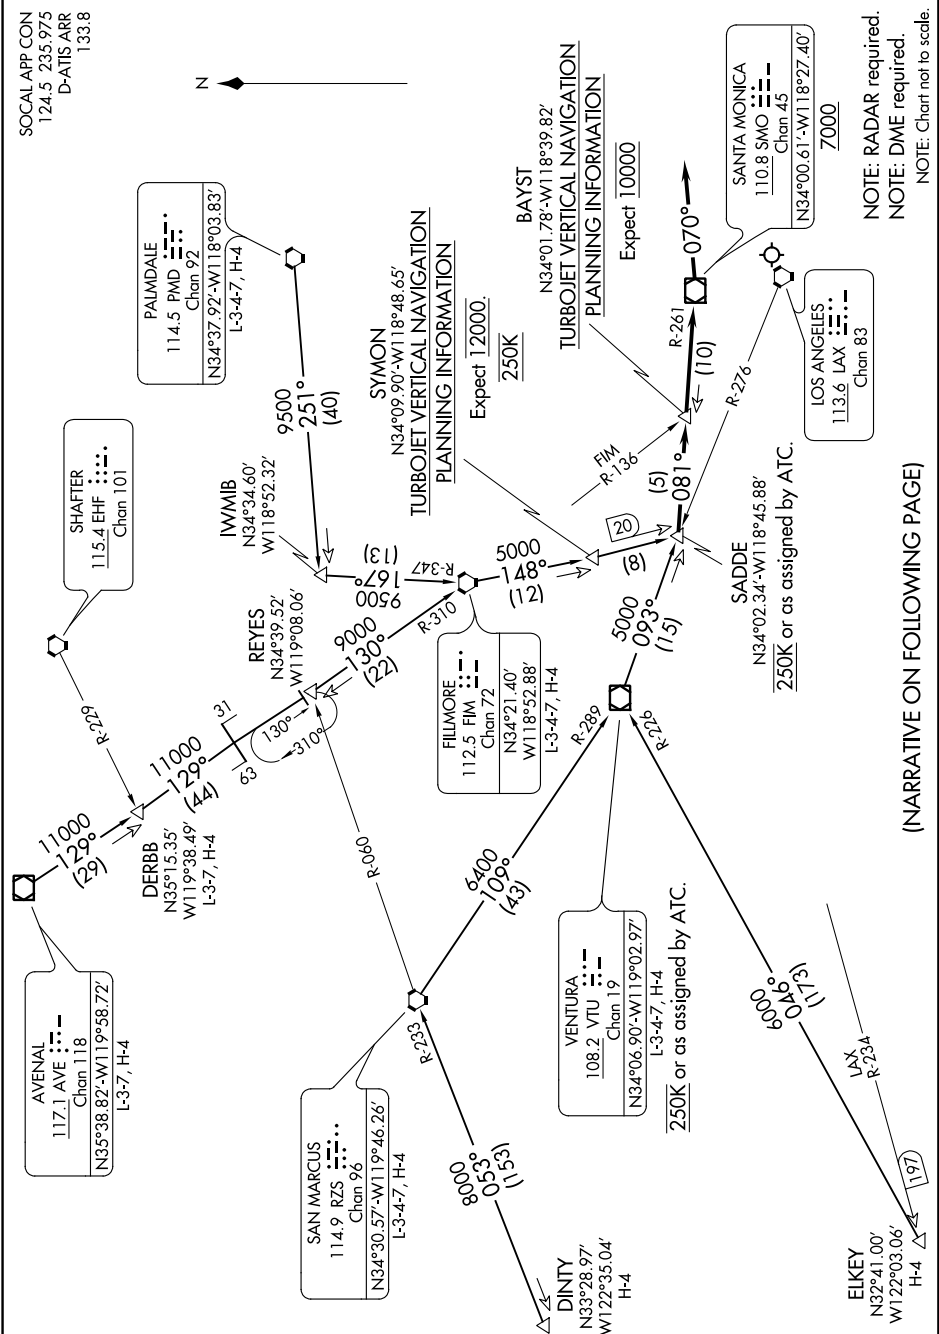 SOCAL APP CON
124.5 235.975
D-ATIS ARR
133.8
N
AVENAL
117.1 AVE
Chan 118
N35°38.82'-W119°58.72'
L-3-7, H-4
11000
129°
(29)
DERBB
N35°15.35'
W119°38.49'
L-3-7, H-4
SHAFTER
115.4 EHF
Chan 101
R-229
11000
129°
(44)
31
63
130°
310°
REYES
N34°39.52'
W119°08.06'
9000
130°
(22)
R-310
PALMDALE
114.5 PMD
Chan 92
N34°37.92'-W118°03.83'
L-3-4-7, H-4
9500
251°
(40)
IWMIB
N34°34.60'
W118°52.32'
9500
167°
(13)
R-347
FILLMORE
112.5 FIM
Chan 72
N34°21.40'
W118°52.88'
L-3-4-7, H-4
5000
148°
(12)
SYMON
N34°09.90'-W118°48.65'
TURBOJET VERTICAL NAVIGATION
PLANNING INFORMATION
Expect 12000.
250K
20
(8)
SAN MARCUS
114.9 RZS
Chan 96
N34°30.57'-W119°46.26'
L-3-4-7, H-4
R-060
R-233
8000
053°
(153)
DINTY
N33°28.97'
W122°35.04'
H-4
6400
109°
(43)
R-289
VENTURA
108.2 VTU
Chan 19
N34°06.90'-W119°02.97'
L-3-4-7, H-4
250K or as assigned by ATC.
R-226
6000
046°
(173)
LAX
R-234
197
ELKEY
N32°41.00'
W122°03.06'
H-4
5000
093°
(15)
SADDE
N34°02.34'-W118°45.88'
250K or as assigned by ATC.
(5)
081°
FIM
R-136
BAYST
N34°01.78'-W118°39.82'
TURBOJET VERTICAL NAVIGATION
PLANNING INFORMATION
Expect 10000
R-261
(10)
R-276
070°
SANTA MONICA
110.8 SMO
Chan 45
N34°00.61'-W118°27.40'
7000
LOS ANGELES
113.6 LAX
Chan 83
NOTE: RADAR required.
NOTE: DME required.
NOTE: Chart not to scale.
(NARRATIVE ON FOLLOWING PAGE)